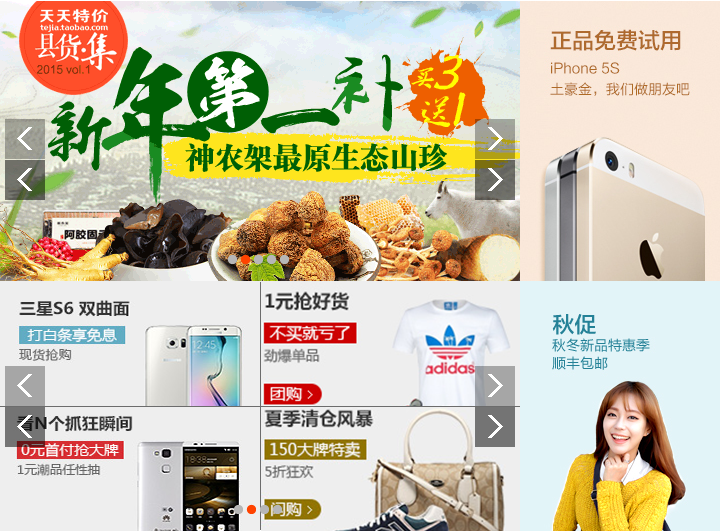 天天特价
tejia.taobao.com
县货·集
2015 vol.1
新年第一补
买3送1
神农架最原生态山珍
阿胶固
正品免费试用
iPhone 5S
土豪金，我们做朋友吧
三星S6 双曲面
打白条享免息
现货抢购
1元抢好货
不买就亏了
劲爆单品
团购 >
adidas
N个抓狂瞬间
0元首付抢大牌
1元潮品任性抽
夏季清仓风暴
150大牌特卖
5折狂欢
购 >
秋促
秋冬新品特惠季
顺丰包邮